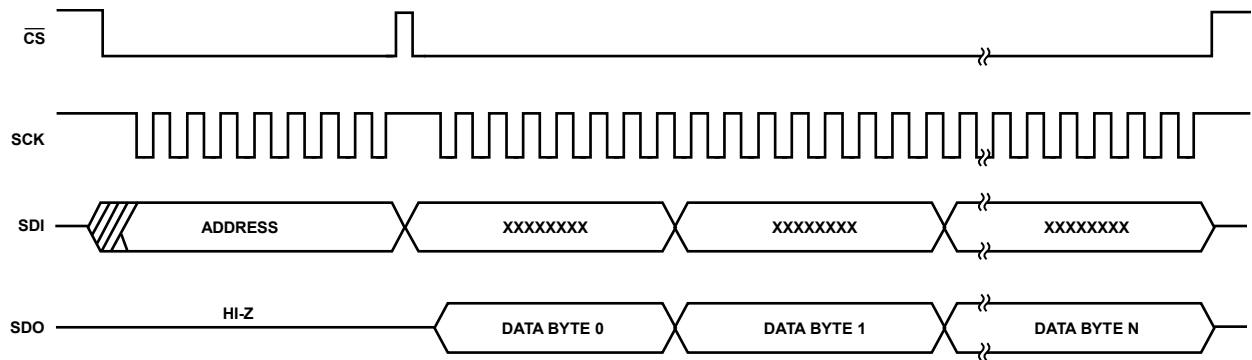 CS
SCK
SDI ADDRESS XXXXXXXX XXXXXXXX XXXXXXXX
HI-Z
SDO DATA BYTE 0 DATA BYTE 1 DATA BYTE N